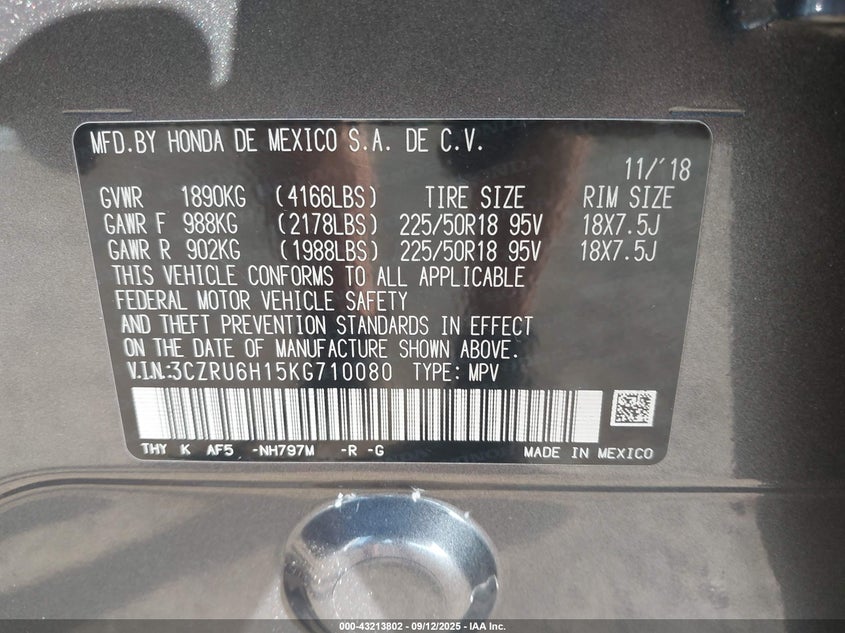 MFD.BY HONDA DE MEXICO S.A. DE C.V.
11/'18
GVWR 1890KG (4166LBS) TIRE SIZE RIM SIZE
GAWR F 988KG (2178LBS) 225/50R18 95V 18X7.5J
GAWR R 902KG (1988LBS) 225/50R18 95V 18X7.5J
THIS VEHICLE CONFORMS TO ALL APPLICABLE
FEDERAL MOTOR VEHICLE SAFETY
AND THEFT PREVENTION STANDARDS IN EFFECT
ON THE DATE OF MANUFACTURE SHOWN ABOVE.
V.I.N.:3CZRU6H15KG710080 TYPE: MPV
THY K AF5 -NH797M -R -G MADE IN MEXICO
000-43213802 - 09/12/2025 - IAA Inc.